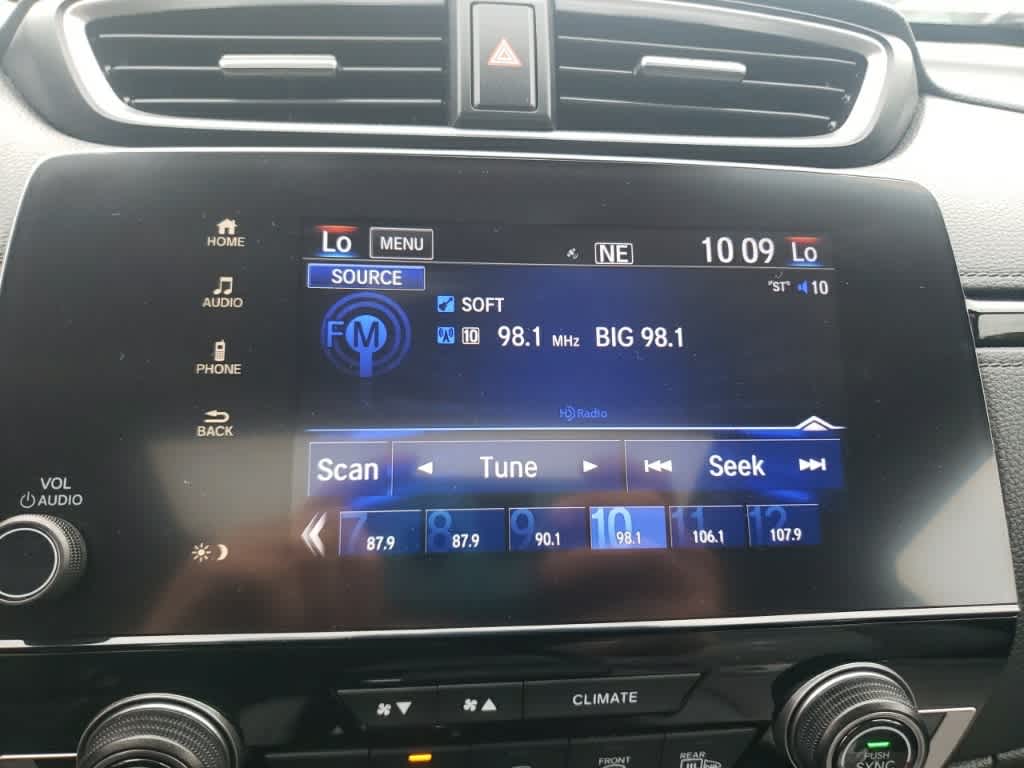 HOME
AUDIO
PHONE
BACK
VOL
AUDIO
Lo MENU NE 10 09 Lo
SOURCE "ST" 10
FM
SOFT
10 98.1 MHz BIG 98.1
HD Radio
Scan Tune Seek
7 8 9 10 11 12
87.9 87.9 90.1 98.1 106.1 107.9
CLIMATE
FRONT REAR
PUSH
SYNC